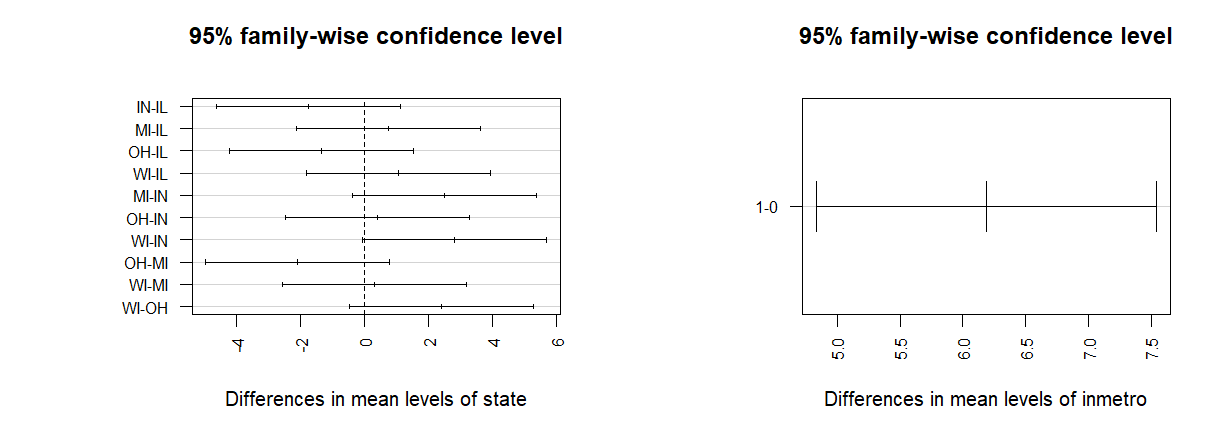 95% family-wise confidence level
IN-IL
MI-IL
OH-IL
WI-IL
MI-IN
OH-IN
WI-IN
OH-MI
WI-MI
WI-OH
-4
-2
0
2
4
6
Differences in mean levels of state
95% family-wise confidence level
1-0
5.0
5.5
6.0
6.5
7.0
7.5
Differences in mean levels of inmetro